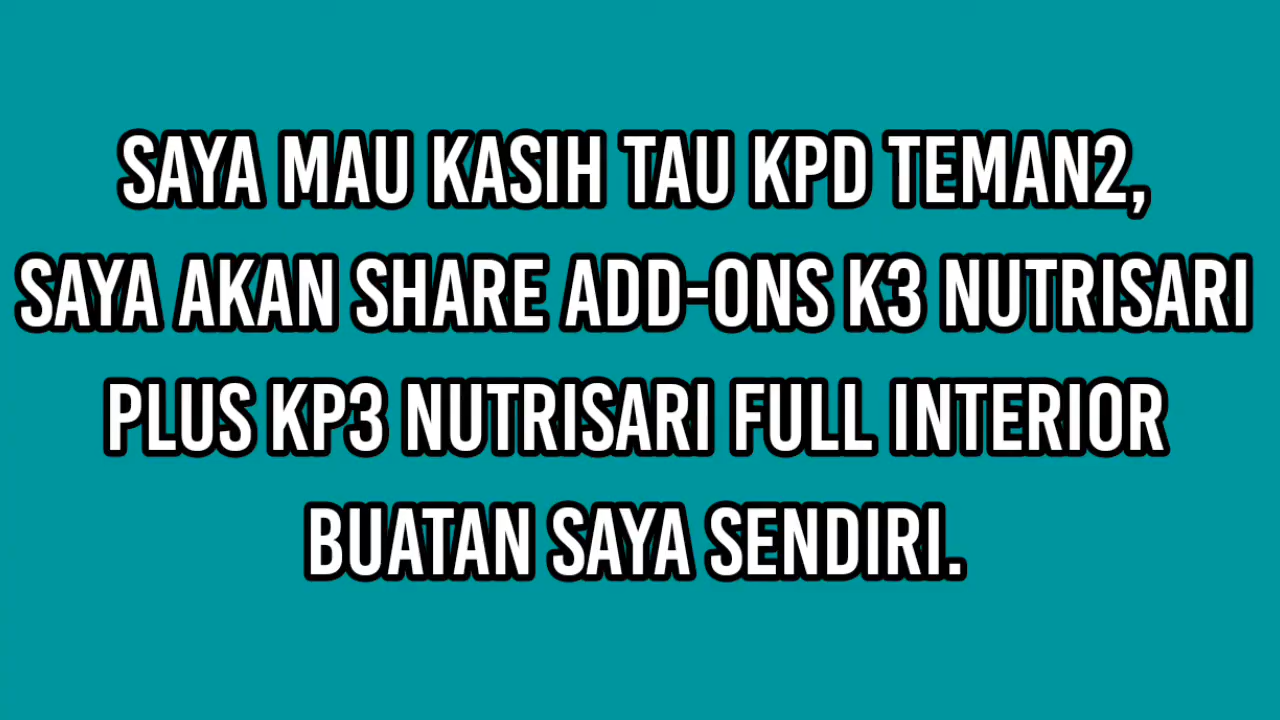 SAYA MAU KASIH TAU KPD TEMAN2,
SAYA AKAN SHARE ADD-ONS K3 NUTRISARI
PLUS KP3 NUTRISARI FULL INTERIOR
BUATAN SAYA SENDIRI.